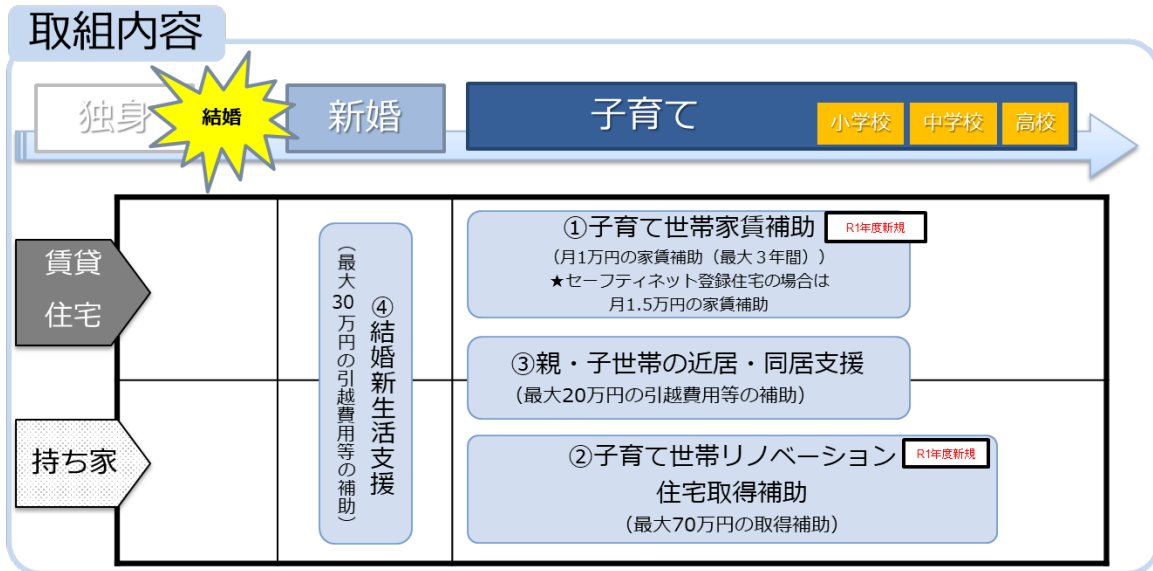 取組内容
独身
結婚
新婚
子育て
小学校
中学校
高校
賃貸
住宅
持ち家
④結婚新生活支援
（最大30万円の引越費用等の補助）
①子育て世帯家賃補助
R1年度新規
（月1万円の家賃補助（最大３年間））
★セーフティネット登録住宅の場合は
月1.5万円の家賃補助
③親・子世帯の近居・同居支援
（最大20万円の引越費用等の補助）
②子育て世帯リノベーション
R1年度新規
住宅取得補助
（最大70万円の取得補助）